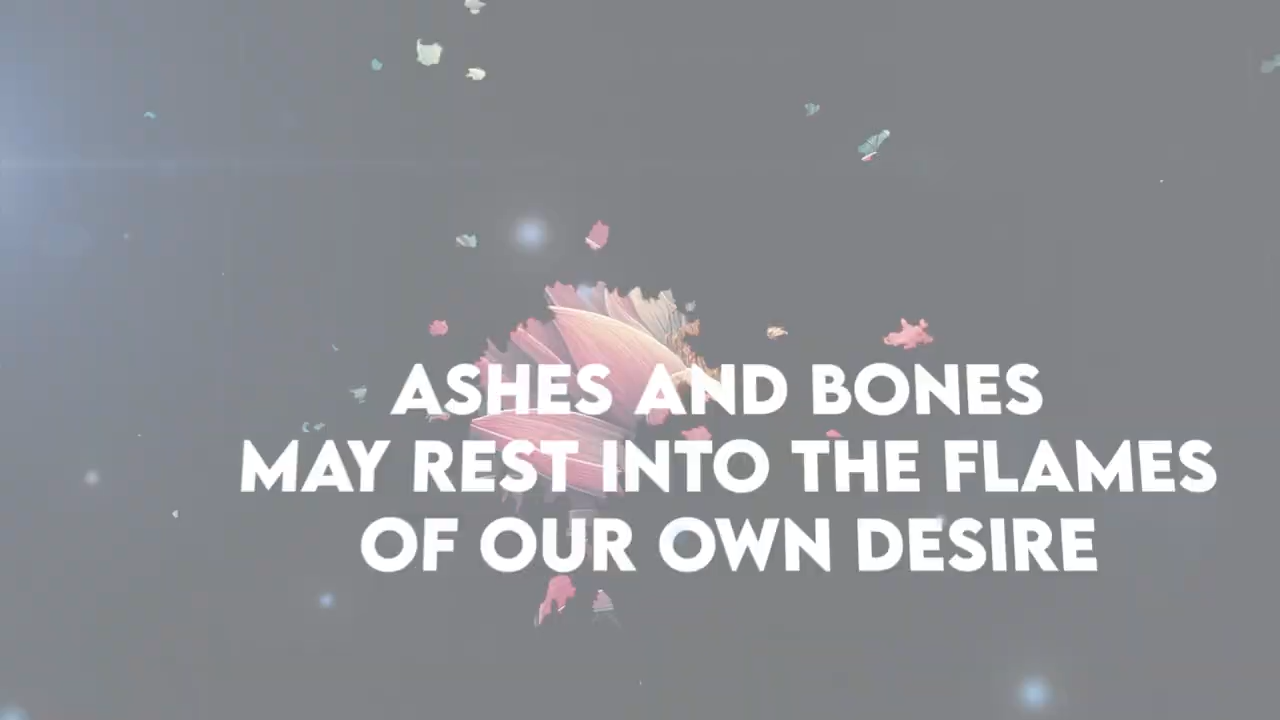 ASHES AND BONES
MAY REST INTO THE FLAMES
OF OUR OWN DESIRE